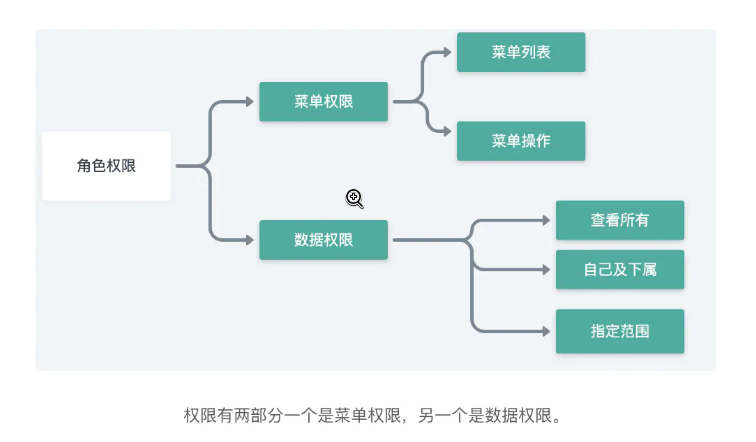 角色权限
菜单权限
菜单列表
菜单操作
数据权限
查看所有
自己及下属
指定范围
权限有两部分一个是菜单权限，另一个是数据权限。